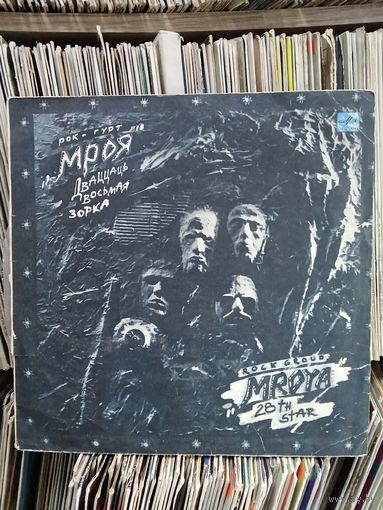 РОК-ГУРТ
"МРОЯ"
ДВАЦЦАЦЬ
ВОСЬМАЯ
ЗОРКА
ROCK GROUP
"MROYA"
28TH
STAR